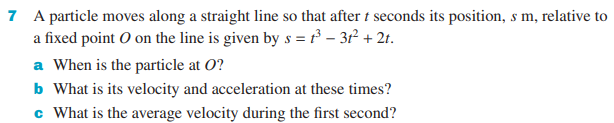 7 A particle moves along a straight line so that after t seconds its position, s m, relative to
a fixed point O on the line is given by s = t³ – 3t² + 2t.
a When is the particle at O?
b What is its velocity and acceleration at these times?
c What is the average velocity during the first second?